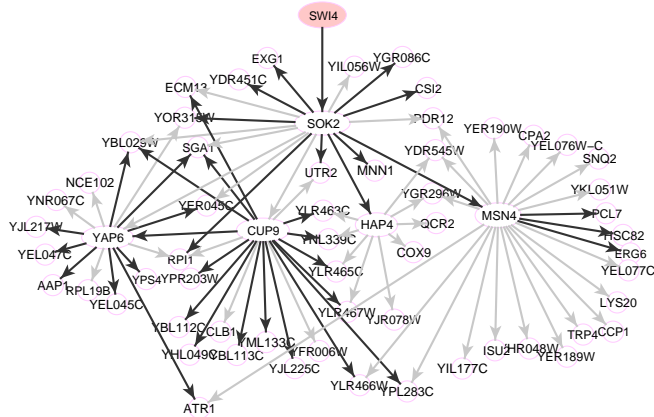 SWI4
EXG1
YIL056W
YGR086C
YDR451C
ECM13
CSI2
YOR315W
SOK2
PDR12
YER190W
CPA2
YBL029W
SGA1
YDR545W
YEL076W-C
SNQ2
UTR2
MNN1
NCE102
YKL051W
YNR067C
YGR296W
YER045C
YLR463C
MSN4
PCL7
YJL217W
YAP6
CUP9
HAP4
QCR2
HSC82
YNL339C
YEL047C
RPI1
COX9
ERG6
YEL077C
AAP1
RPL19B
YPS4
YPR203W
YLR465C
YEL045C
LYS20
YLR467W
YJR078W
YBL112C
CLB1
TRP4
CCP1
YML133C
YHL049C
YBL113C
YFR006W
ISU2
YHR048W
YER189W
YJL225C
YIL177C
YLR466W
YPL283C
ATR1